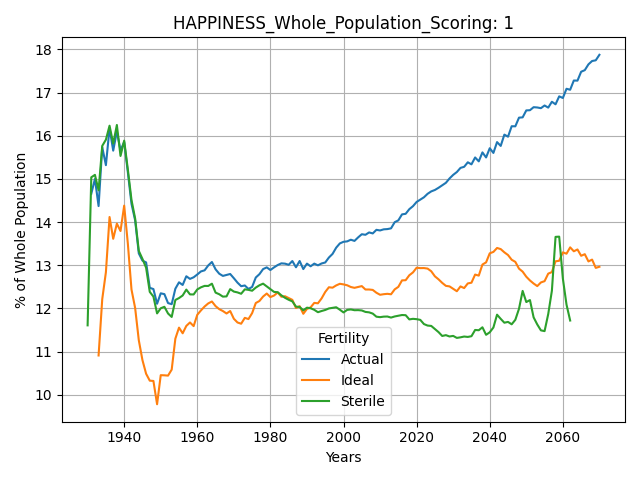 HAPPINESS_Whole_Population_Scoring: 1
18
17
16
15
14
13
12
11
10
% of Whole Population
Fertility
Actual
Ideal
Sterile
1940 1960 1980 2000 2020 2040 2060
Years